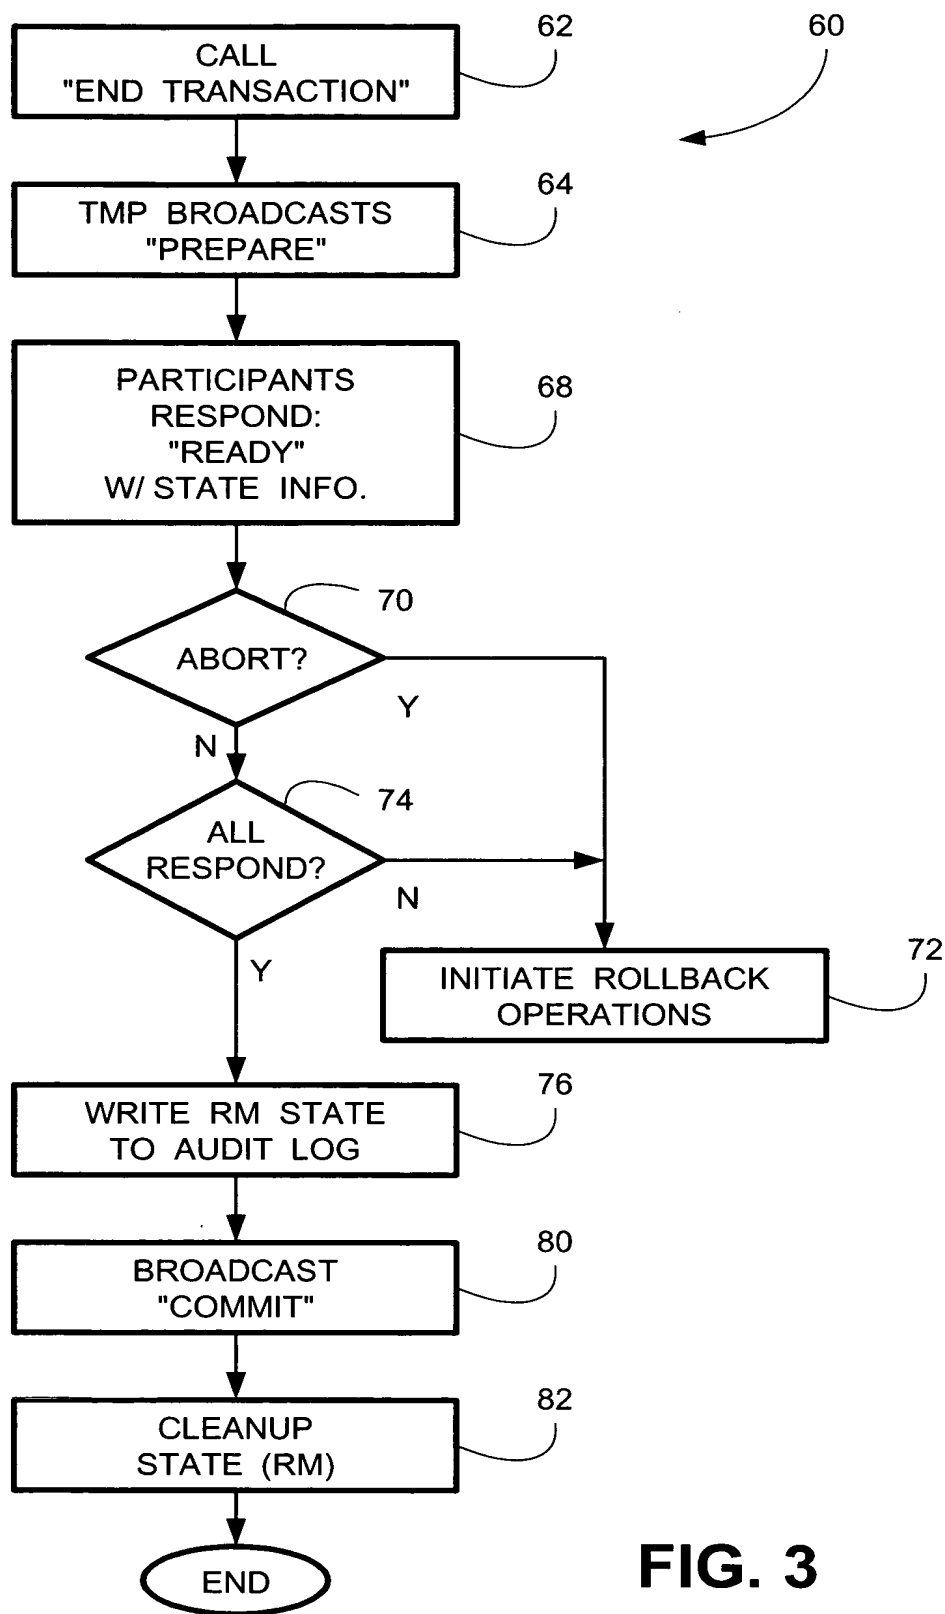 62
60
CALL
"END TRANSACTION"
64
TMP BROADCASTS
"PREPARE"
68
PARTICIPANTS
RESPOND:
"READY"
W/ STATE INFO.
70
ABORT?
Y
N
74
ALL
RESPOND?
N
Y
72
INITIATE ROLLBACK
OPERATIONS
76
WRITE RM STATE
TO AUDIT LOG
80
BROADCAST
"COMMIT"
82
CLEANUP
STATE (RM)
END
FIG. 3